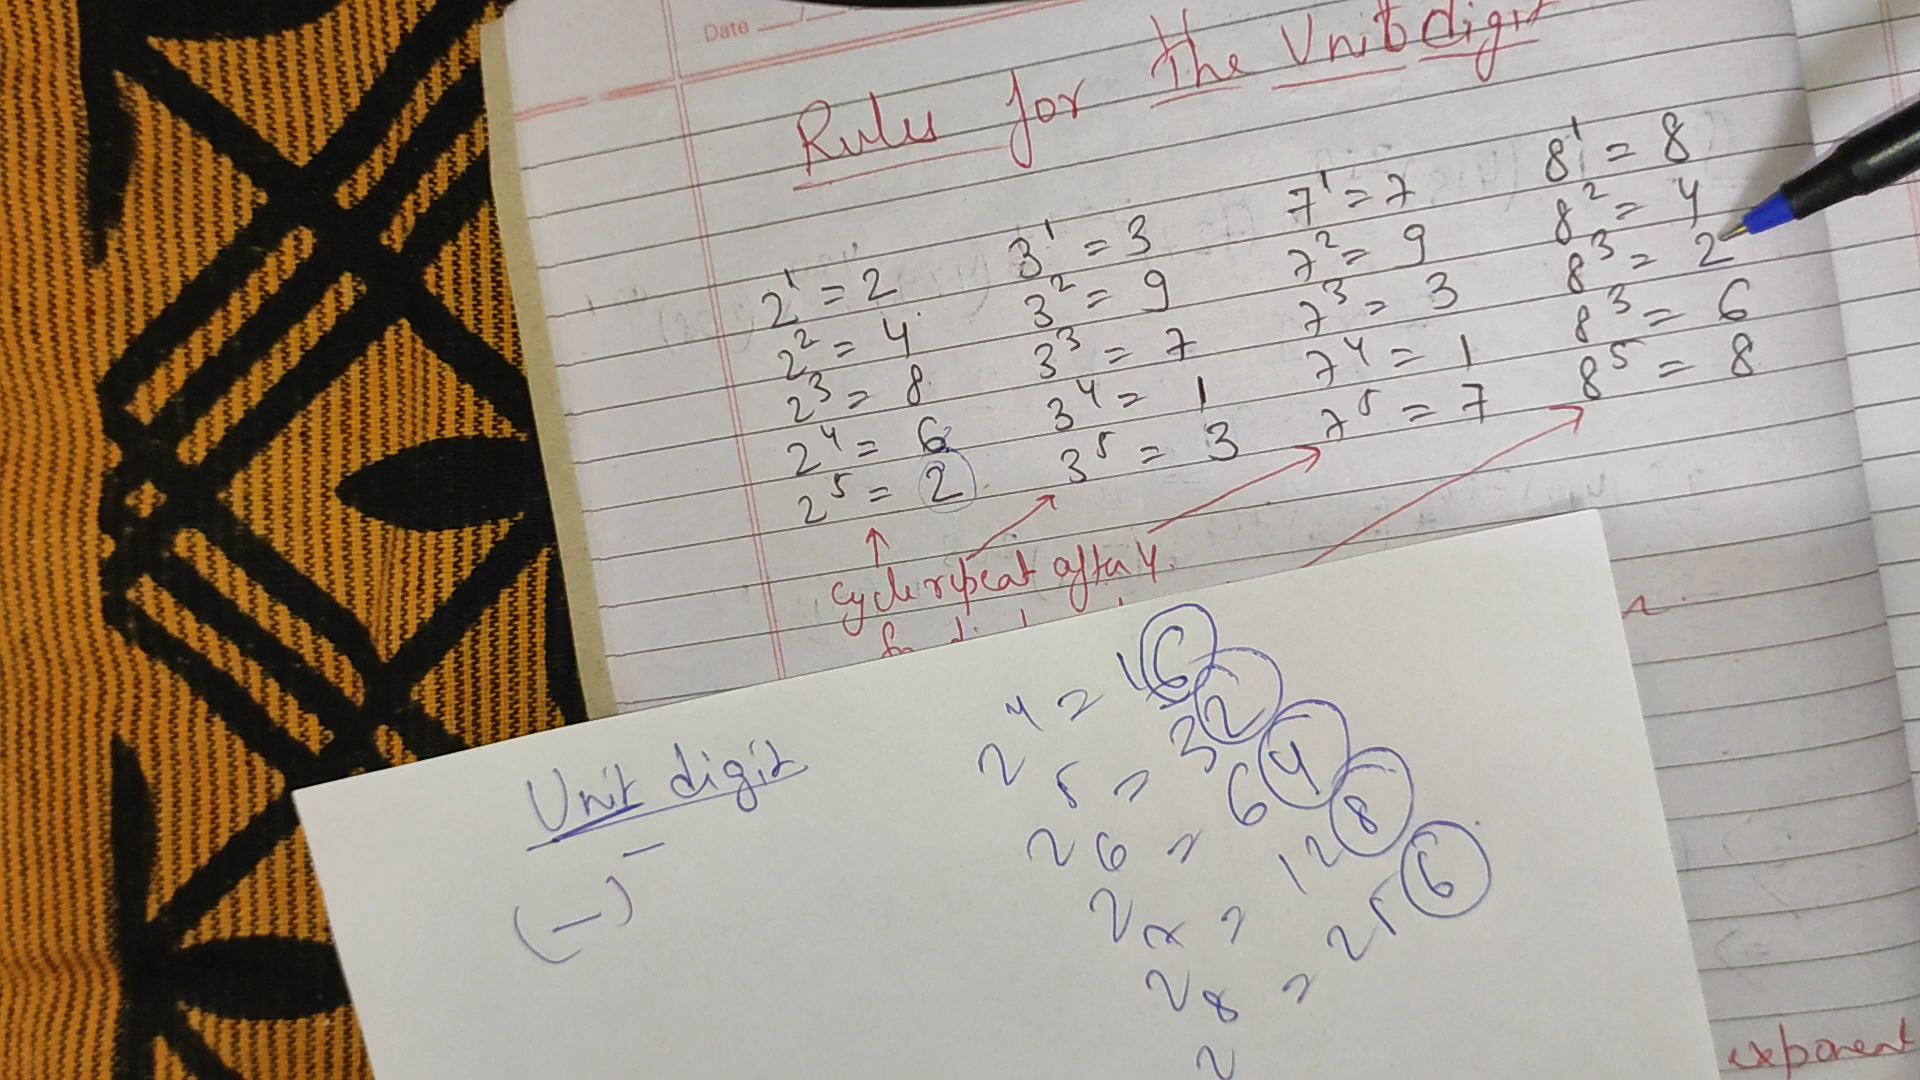 Date
Rules for The Unit digit
2¹ = 2 3¹ = 3 7¹ = 7 8¹ = 8
2² = 4 3² = 9 7² = 9 8² = 4
2³ = 8 3³ = 7 7³ = 3 8³ = 2
2⁴ = 6 3⁴ = 1 7⁴ = 1 8³ = 6
2⁵ = 2 3⁵ = 3 7⁵ = 7 8⁵ = 8
Cycle repeat after 4.
Unit digit
(—)⁻
2⁴ = 16
2⁵ = 32
2⁶ = 64
2⁷ = 128
2⁸ = 256
exponent